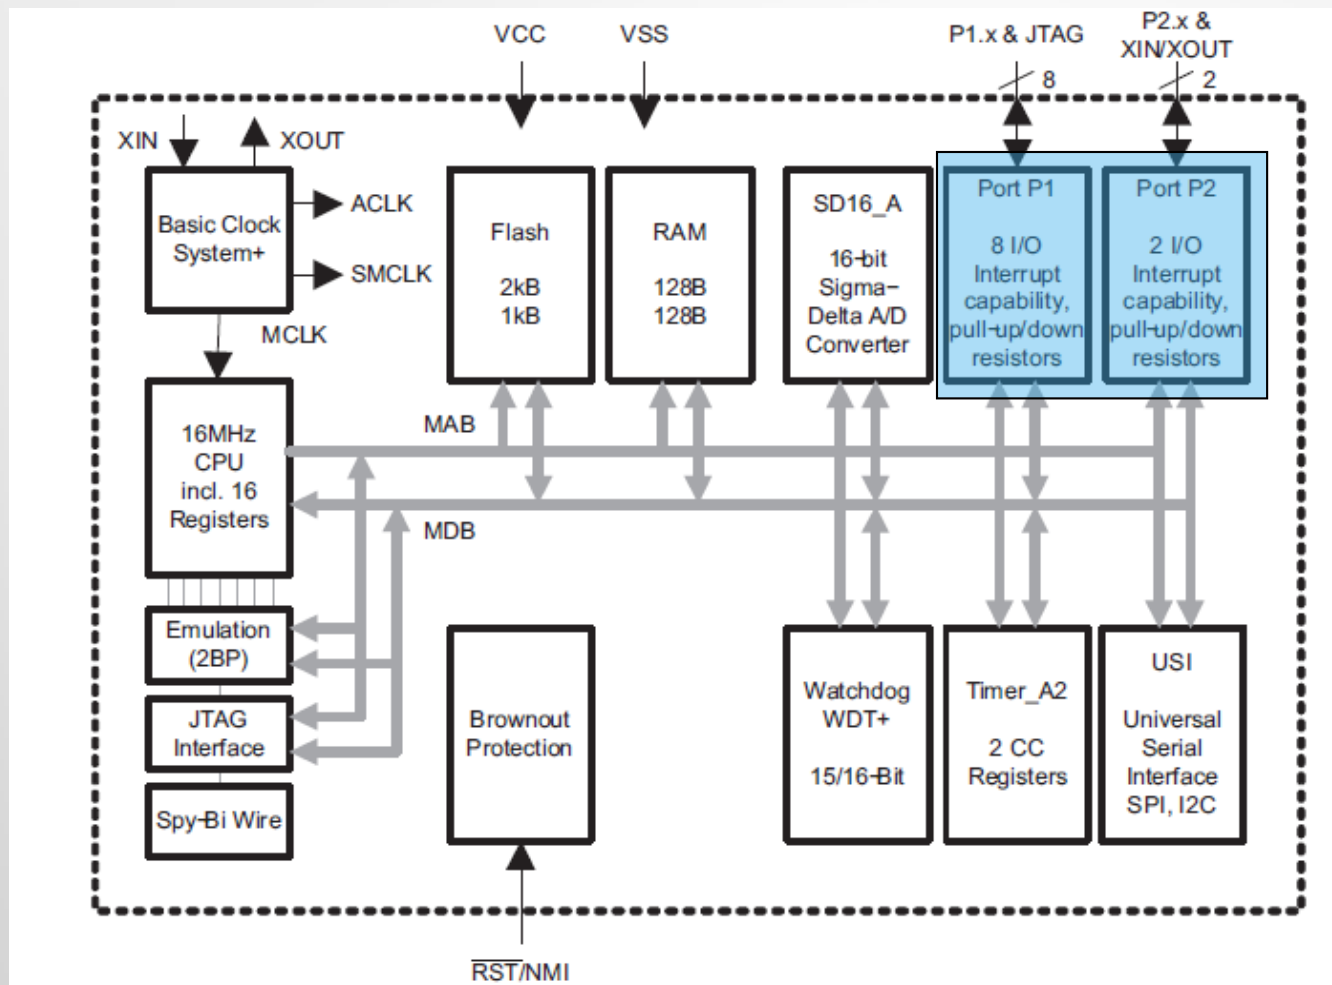 VCC
VSS
P1.x & JTAG
P2.x &
XIN/XOUT
8
2
XIN
XOUT
Basic Clock
System+
ACLK
SMCLK
MCLK
Flash
2kB
1kB
RAM
128B
128B
SD16_A
16-bit
Sigma-
Delta A/D
Converter
Port P1
8 I/O
Interrupt
capability,
pull-up/down
resistors
Port P2
2 I/O
Interrupt
capability,
pull-up/down
resistors
16MHz
CPU
incl. 16
Registers
MAB
MDB
Emulation
(2BP)
JTAG
Interface
Spy-Bi Wire
Brownout
Protection
Watchdog
WDT+
15/16-Bit
Timer_A2
2 CC
Registers
USI
Universal
Serial
Interface
SPI, I2C
RST/NMI